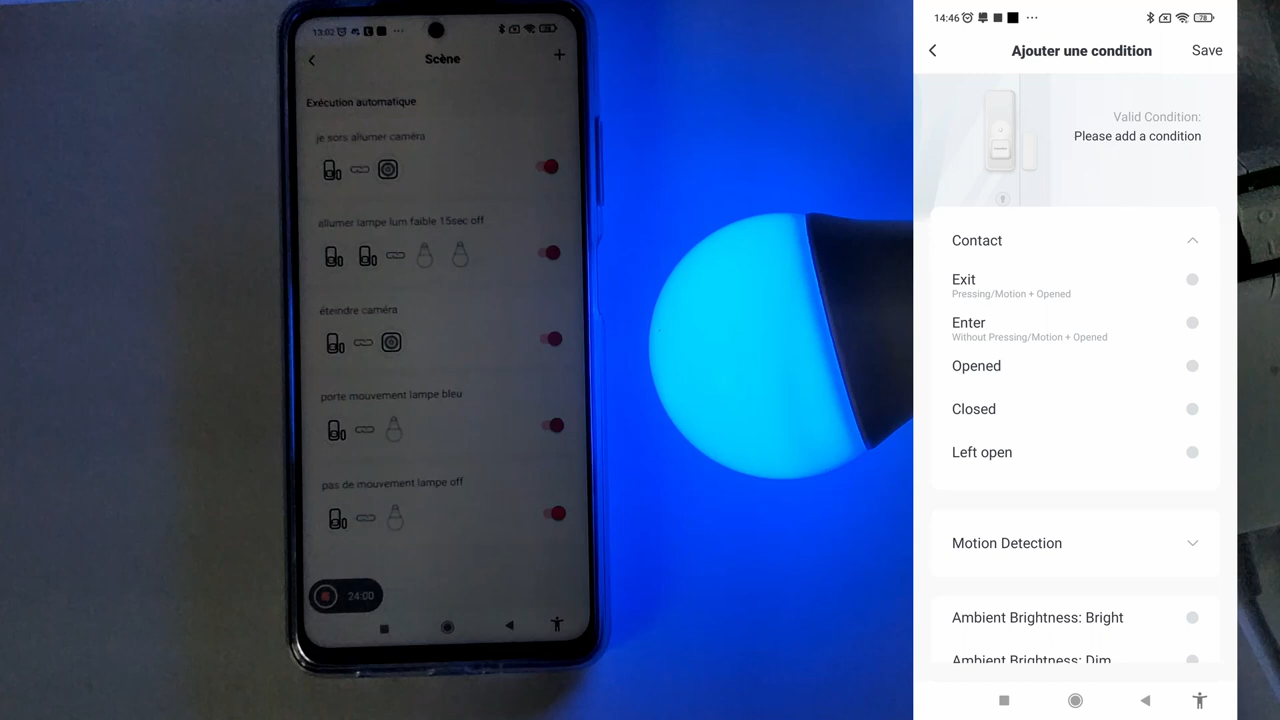 13:02
Scène
Exécution automatique
je sors allumer caméra
allumer lampe lum faible 15sec off
éteindre caméra
porte mouvement lampe bleu
pas de mouvement lampe off
24:00
14:46
78
Ajouter une condition
Save
Valid Condition:
Please add a condition
Contact
Exit
Pressing/Motion + Opened
Enter
Without Pressing/Motion + Opened
Opened
Closed
Left open
Motion Detection
Ambient Brightness: Bright
Ambient Brightness: Dim